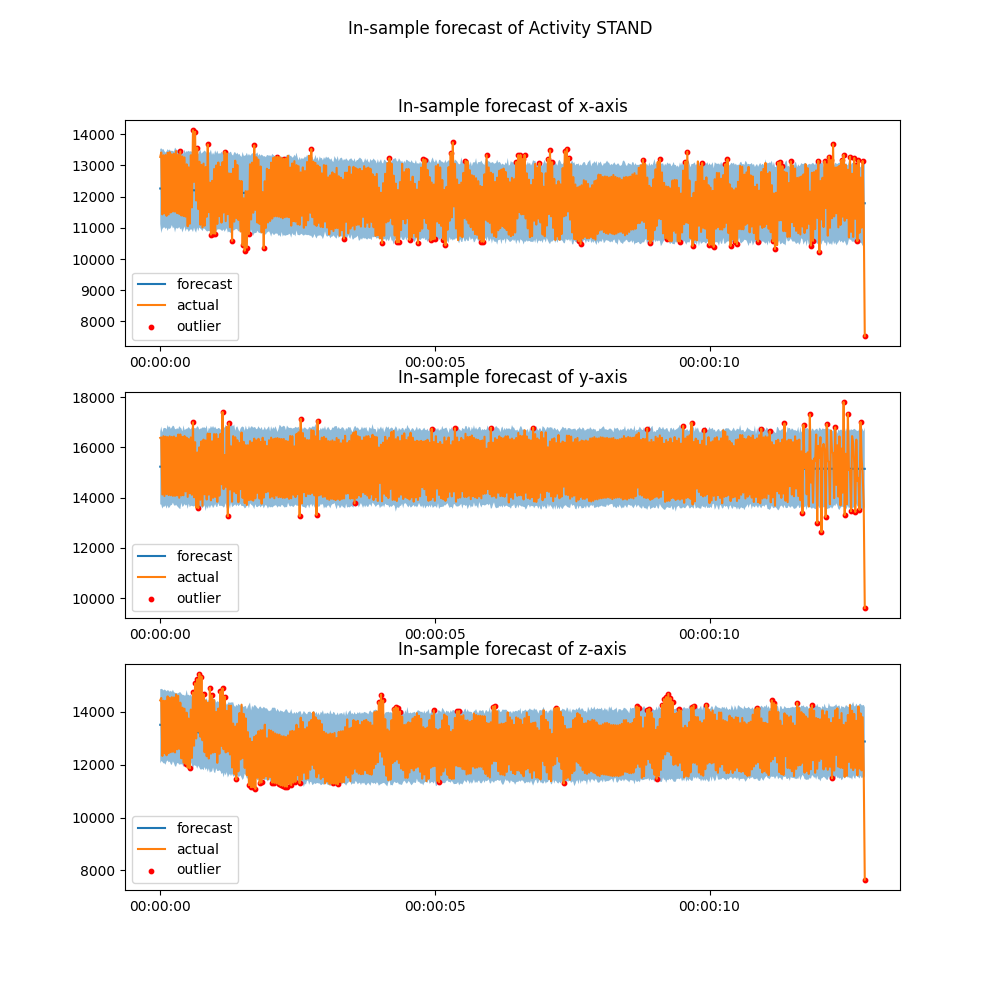 In-sample forecast of Activity STAND
In-sample forecast of x-axis
14000
13000
12000
11000
10000
9000
8000
forecast
actual
outlier
00:00:00
00:00:05
00:00:10
In-sample forecast of y-axis
18000
16000
14000
12000
10000
forecast
actual
outlier
00:00:00
00:00:05
00:00:10
In-sample forecast of z-axis
14000
12000
10000
8000
forecast
actual
outlier
00:00:00
00:00:05
00:00:10